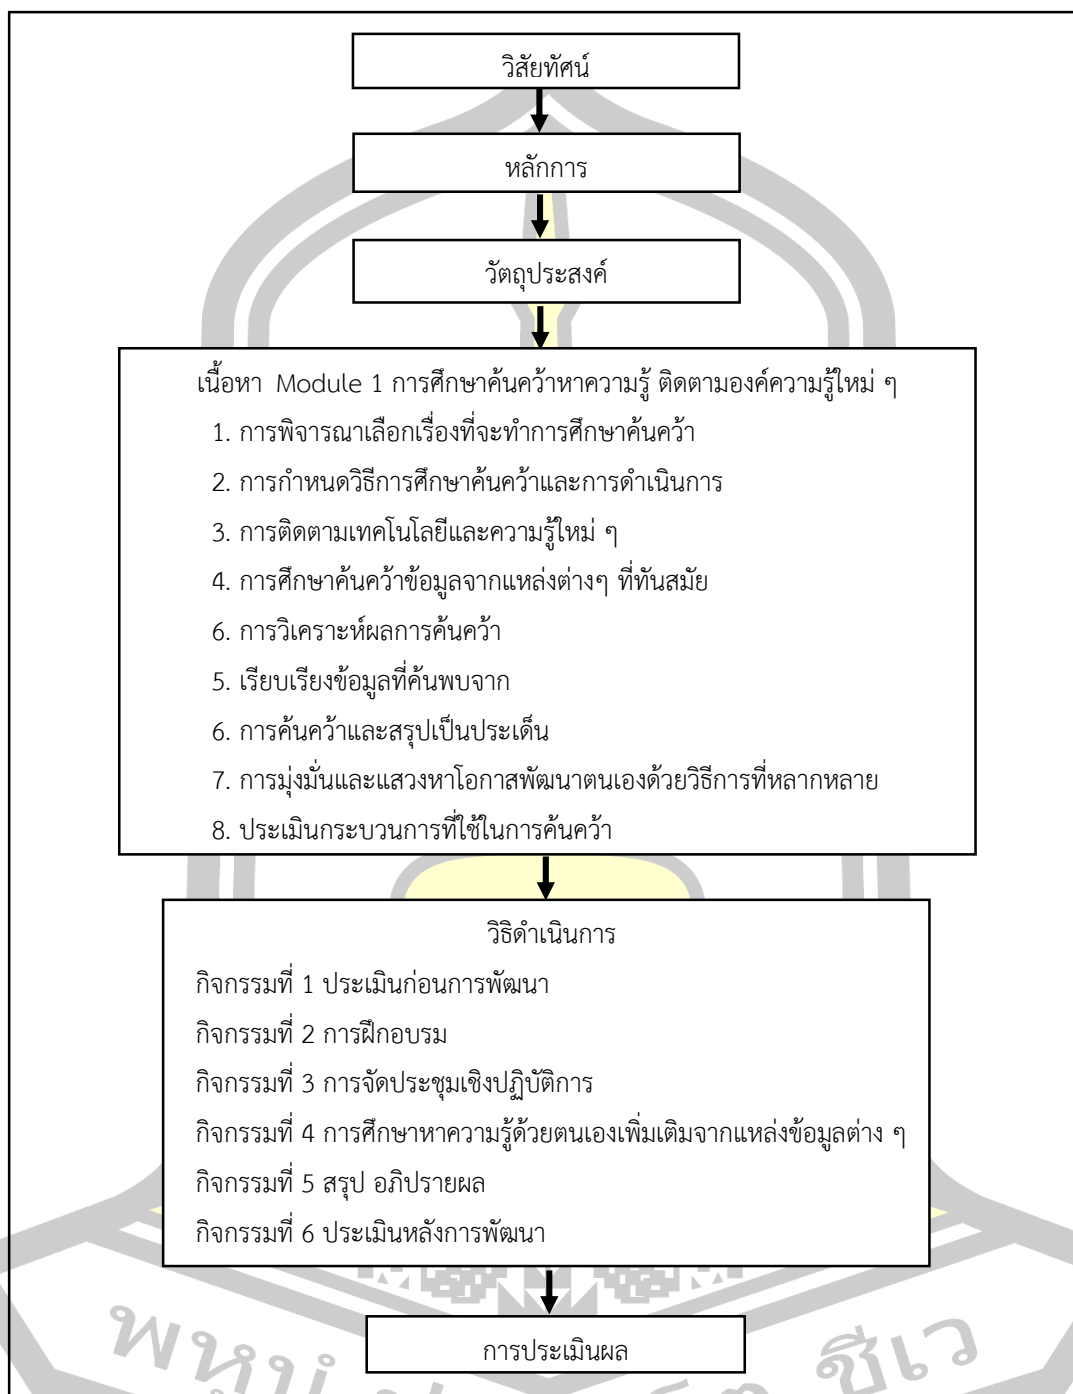 วิสัยทัศน์
หลักการ
วัตถุประสงค์
เนื้อหา Module 1 การศึกษาค้นคว้าหาความรู้ ติดตามองค์ความรู้ใหม่ ๆ
1. การพิจารณาเลือกเรื่องที่จะทำการศึกษาค้นคว้า
2. การกำหนดวิธีการศึกษาค้นคว้าและการดำเนินการ
3. การติดตามเทคโนโลยีและความรู้ใหม่ ๆ
4. การศึกษาค้นคว้าข้อมูลจากแหล่งต่างๆ ที่ทันสมัย
6. การวิเคราะห์ผลการค้นคว้า
5. เรียบเรียงข้อมูลที่ค้นพบจาก
6. การค้นคว้าและสรุปเป็นประเด็น
7. การมุ่งมั่นและแสวงหาโอกาสพัฒนาตนเองด้วยวิธีการที่หลากหลาย
8. ประเมินกระบวนการที่ใช้ในการค้นคว้า
วิธิดำเนินการ
กิจกรรมที่ 1 ประเมินก่อนการพัฒนา
กิจกรรมที่ 2 การฝึกอบรม
กิจกรรมที่ 3 การจัดประชุมเชิงปฏิบัติการ
กิจกรรมที่ 4 การศึกษาหาความรู้ด้วยตนเองเพิ่มเติมจากแหล่งข้อมูลต่าง ๆ
กิจกรรมที่ 5 สรุป อภิปรายผล
กิจกรรมที่ 6 ประเมินหลังการพัฒนา
การประเมินผล
พหุน
ชีเว